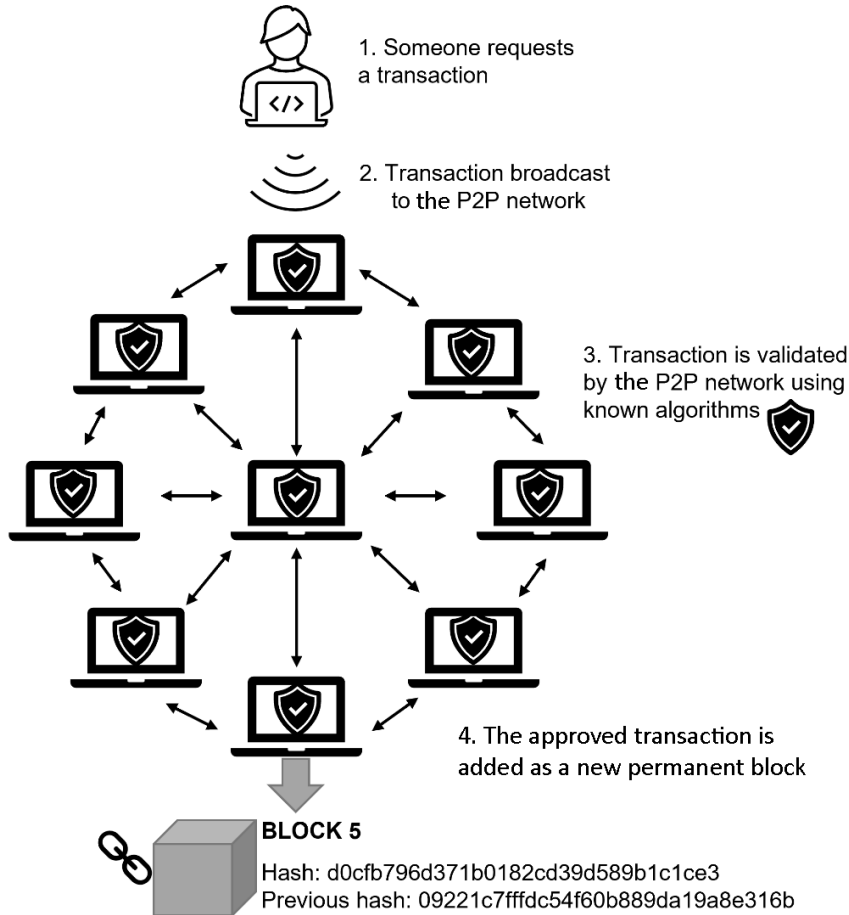 1. Someone requests
a transaction
</>
2. Transaction broadcast
to the P2P network
3. Transaction is validated
by the P2P network using
known algorithms
4. The approved transaction is
added as a new permanent block
BLOCK 5
Hash: d0cfb796d371b0182cd39d589b1c1ce3
Previous hash: 09221c7fffdc54f60b889da19a8e316b